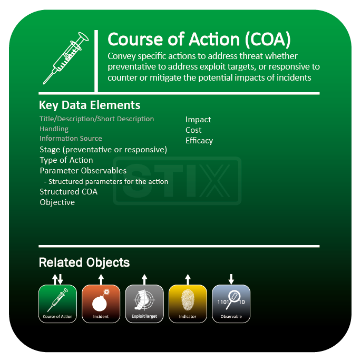 Course of Action (COA)
Convey specific actions to address threat whether
preventative to address exploit targets, or responsive to
counter or mitigate the potential impacts of incidents
Key Data Elements
Title/Description/Short Description
Handling
Information Source
Stage (preventative or responsive)
Type of Action
Parameter Observables
Structured parameters for the action
Structured COA
Objective
Impact
Cost
Efficacy
STIX
Related Objects
Course of Action
Incident
ExploitTarget
Indicator
Observable